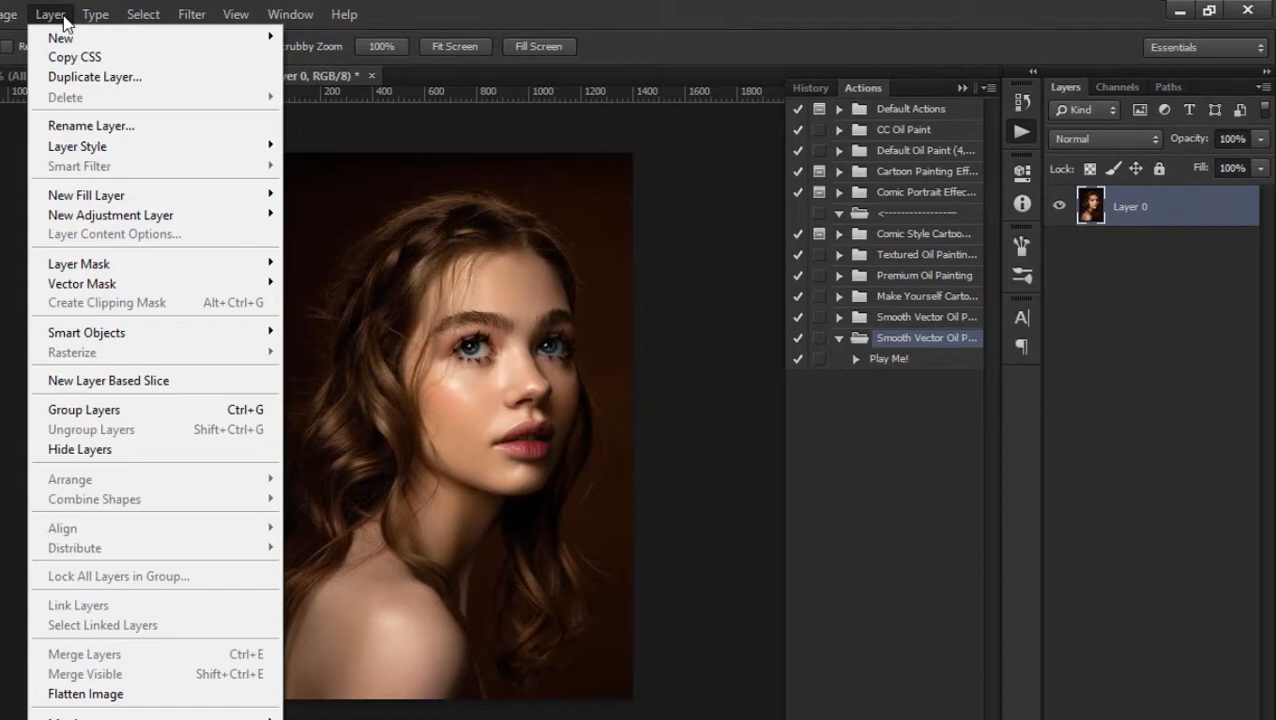 age Layer Type Select Filter View Window Help
Scrubby Zoom 100% Fit Screen Fill Screen Essentials
yer 0, RGB/8) * ×
200 400 600 800 1000 1200 1400 1600 1800
New
Copy CSS
Duplicate Layer...
Delete
Rename Layer...
Layer Style
Smart Filter
New Fill Layer
New Adjustment Layer
Layer Content Options...
Layer Mask
Vector Mask
Create Clipping Mask Alt+Ctrl+G
Smart Objects
Rasterize
New Layer Based Slice
Group Layers Ctrl+G
Ungroup Layers Shift+Ctrl+G
Hide Layers
Arrange
Combine Shapes
Align
Distribute
Lock All Layers in Group...
Link Layers
Select Linked Layers
Merge Layers Ctrl+E
Merge Visible Shift+Ctrl+E
Flatten Image
History Actions
Default Actions
CC Oil Paint
Default Oil Paint (4,...
Cartoon Painting Eff...
Comic Portrait Effec...
<-----------------
Comic Style Cartoo...
Textured Oil Paintin...
Premium Oil Painting
Make Yourself Carto...
Smooth Vector Oil P...
Smooth Vector Oil P...
Play Me!
Layers Channels Paths
Kind
Normal Opacity: 100%
Lock: Fill: 100%
Layer 0